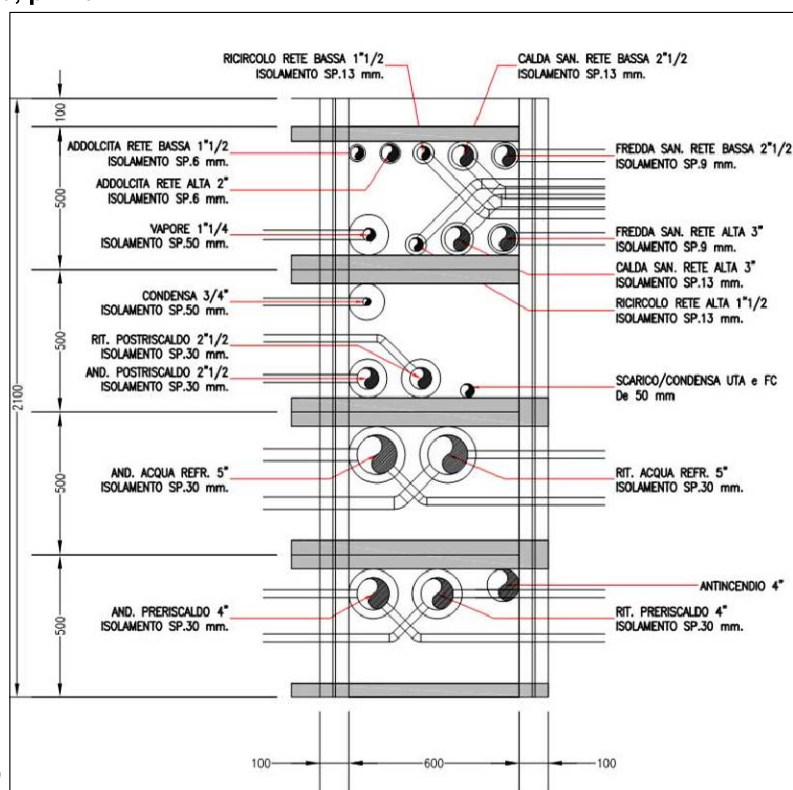 RICIRCOLO RETE BASSA 1"1/2
ISOLAMENTO SP.13 mm.
CALDA SAN. RETE BASSA 2"1/2
ISOLAMENTO SP.13 mm.
100
ADDOLCITA RETE BASSA 1"1/2
ISOLAMENTO SP.6 mm.
ADDOLCITA RETE ALTA 2"
ISOLAMENTO SP.6 mm.
FREDDA SAN. RETE BASSA 2"1/2
ISOLAMENTO SP.9 mm.
500
VAPORE 1"1/4
ISOLAMENTO SP.50 mm.
FREDDA SAN. RETE ALTA 3"
ISOLAMENTO SP.9 mm.
CALDA SAN. RETE ALTA 3"
ISOLAMENTO SP.13 mm.
RICIRCOLO RETE ALTA 1"1/2
ISOLAMENTO SP.13 mm.
CONDENSA 3/4"
ISOLAMENTO SP.50 mm.
500
RIT. POSTRISCALDO 2"1/2
ISOLAMENTO SP.30 mm.
AND. POSTRISCALDO 2"1/2
ISOLAMENTO SP.30 mm.
SCARICO/CONDENSA UTA e FC
De 50 mm
2100
500
AND. ACQUA REFR. 5"
ISOLAMENTO SP.30 mm.
RIT. ACQUA REFR. 5"
ISOLAMENTO SP.30 mm.
500
ANTINCENDIO 4"
AND. PRERISCALDO 4"
ISOLAMENTO SP.30 mm.
RIT. PRERISCALDO 4"
ISOLAMENTO SP.30 mm.
100
600
100